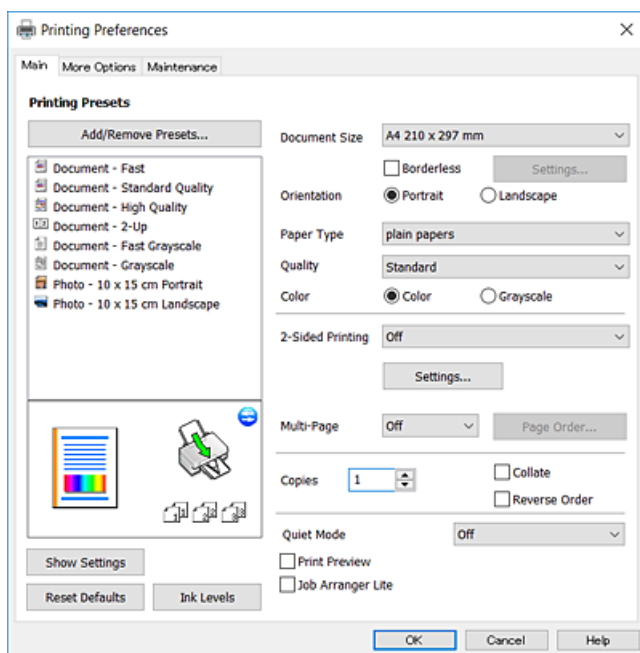 Printing Preferences
Main More Options Maintenance
Printing Presets
Add/Remove Presets...
Document - Fast
Document - Standard Quality
Document - High Quality
Document - 2-Up
Document - Fast Grayscale
Document - Grayscale
Photo - 10 x 15 cm Portrait
Photo - 10 x 15 cm Landscape
Show Settings
Reset Defaults Ink Levels
Document Size A4 210 x 297 mm
Borderless Settings...
Orientation Portrait Landscape
Paper Type plain papers
Quality Standard
Color Color Grayscale
2-Sided Printing Off
Settings...
Multi-Page Off Page Order...
Copies 1 Collate
Reverse Order
Quiet Mode Off
Print Preview
Job Arranger Lite
OK Cancel Help